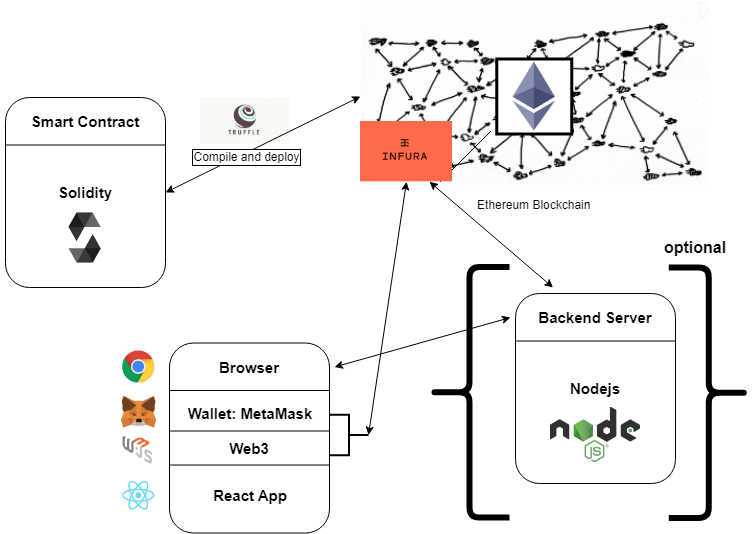 Smart Contract
Solidity
TRUFFLE
Compile and deploy
INFURA
Ethereum Blockchain
optional
Backend Server
Nodejs
node
JS
Browser
Wallet: MetaMask
Web3
React App